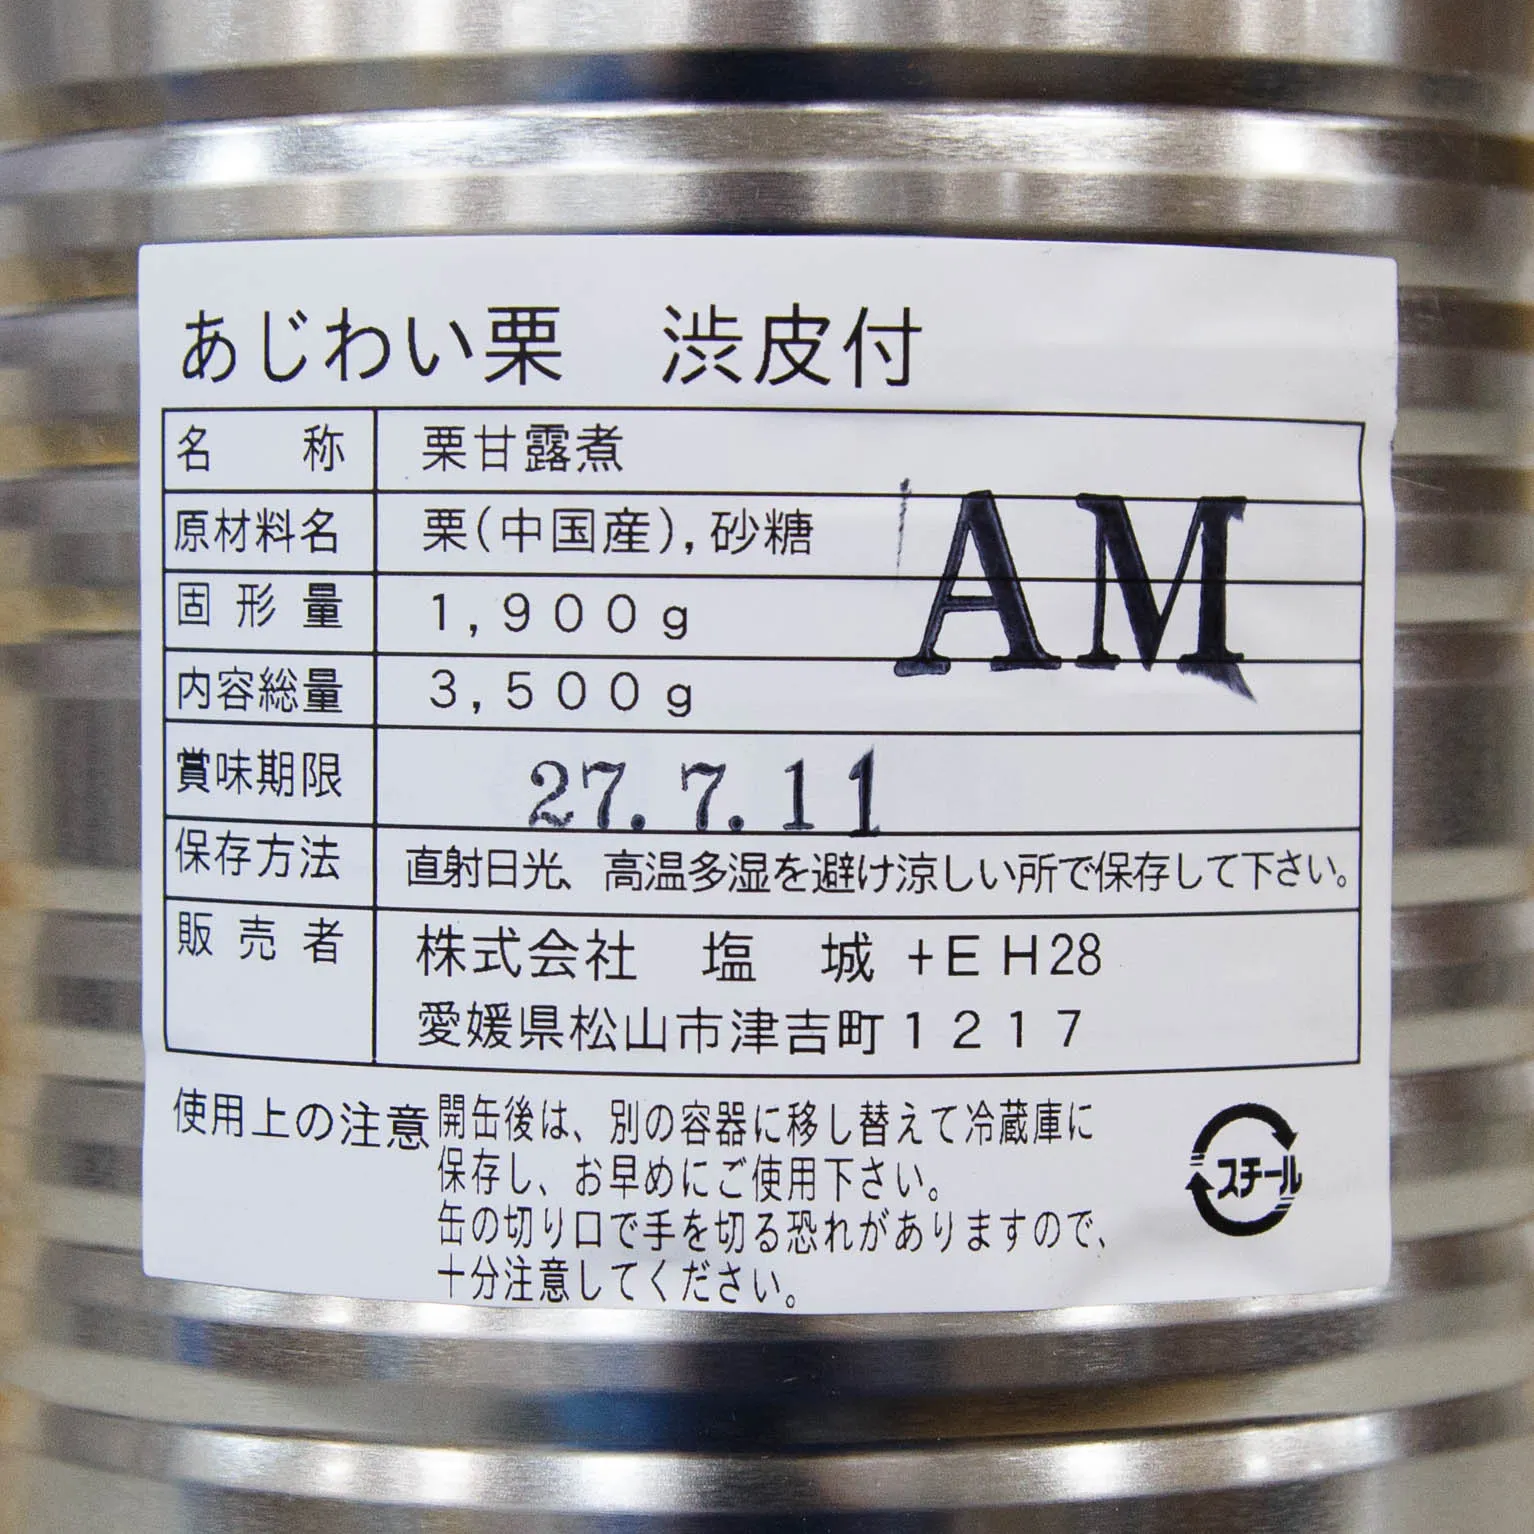 あじわい栗　渋皮付
名　称　栗甘露煮
原材料名　栗(中国産),砂糖
AM
固形量　1,900g
内容総量　3,500g
賞味期限　27.7.11
保存方法　直射日光、高温多湿を避け涼しい所で保存して下さい。
販売者　株式会社　塩　城 +EH28
愛媛県松山市津吉町1217
使用上の注意　開缶後は、別の容器に移し替えて冷蔵庫に
保存し、お早めにご使用下さい。
缶の切り口で手を切る恐れがありますので、
十分注意してください。
スチール